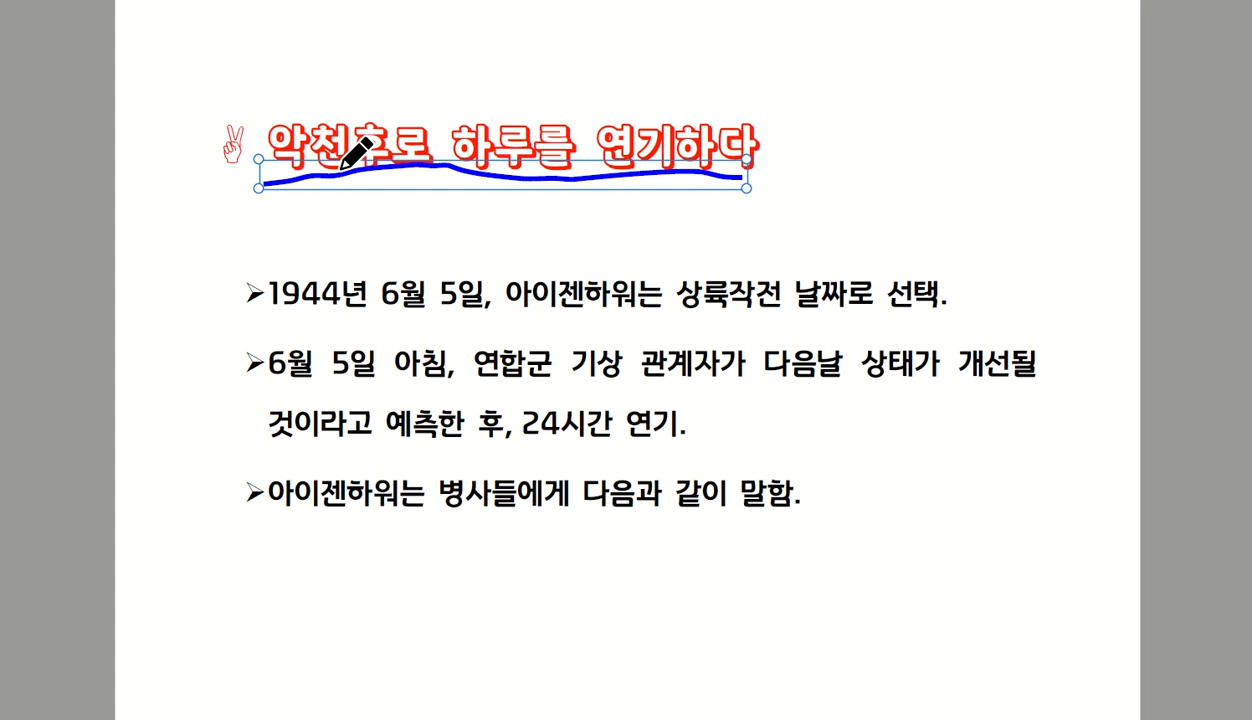 악천후로 하루를 연기하다
1944년 6월 5일, 아이젠하워는 상륙작전 날짜로 선택.
6월 5일 아침, 연합군 기상 관계자가 다음날 상태가 개선될
것이라고 예측한 후, 24시간 연기.
아이젠하워는 병사들에게 다음과 같이 말함.